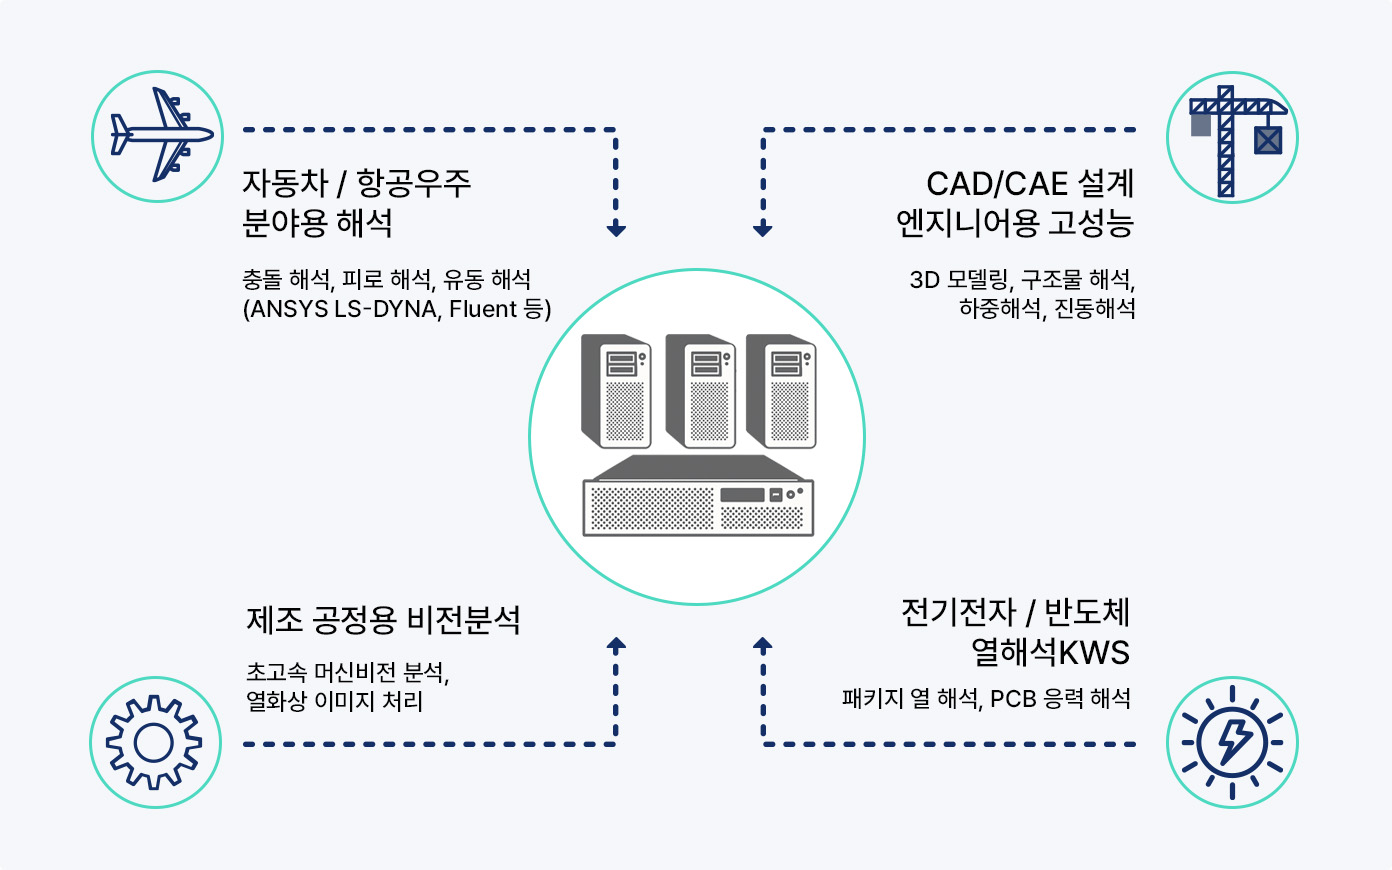 자동차 / 항공우주
분야용 해석
충돌 해석, 피로 해석, 유동 해석
(ANSYS LS-DYNA, Fluent 등)
CAD/CAE 설계
엔지니어용 고성능
3D 모델링, 구조물 해석,
하중해석, 진동해석
제조 공정용 비전분석
초고속 머신비전 분석,
열화상 이미지 처리
전기전자 / 반도체
열해석KWS
패키지 열 해석, PCB 응력 해석